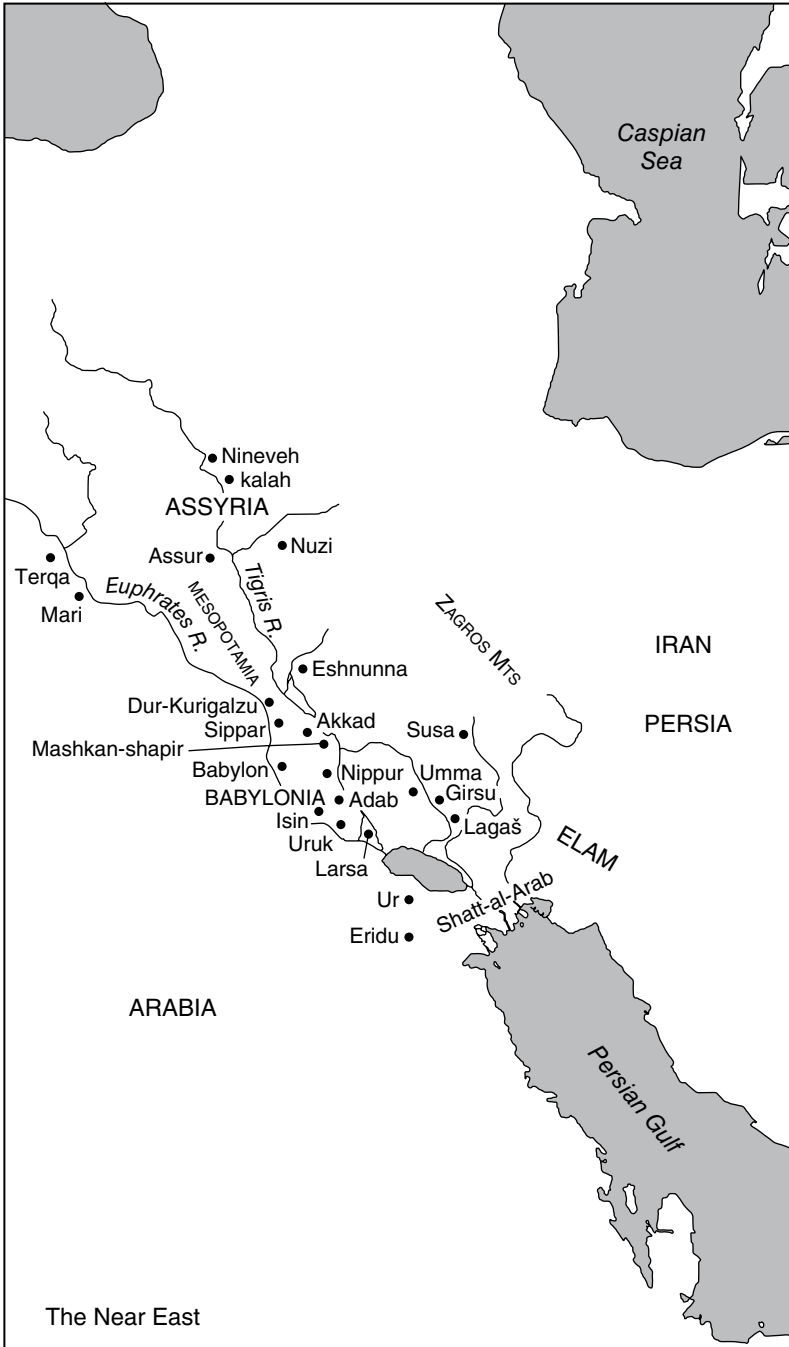 Caspian
Sea
Nineveh
kalah
ASSYRIA
Nuzi
Assur
Terqa
Mari
Euphrates R.
MESOPOTAMIA
Tigris R.
ZAGROS MTS
IRAN
Eshnunna
PERSIA
Dur-Kurigalzu
Sippar
Akkad
Susa
Mashkan-shapir
Babylon
Nippur
Umma
BABYLONIA
Adab
Girsu
Isin
Lagaš
Uruk
ELAM
Larsa
Ur
Shatt-al-Arab
Eridu
ARABIA
Persian Gulf
The Near East